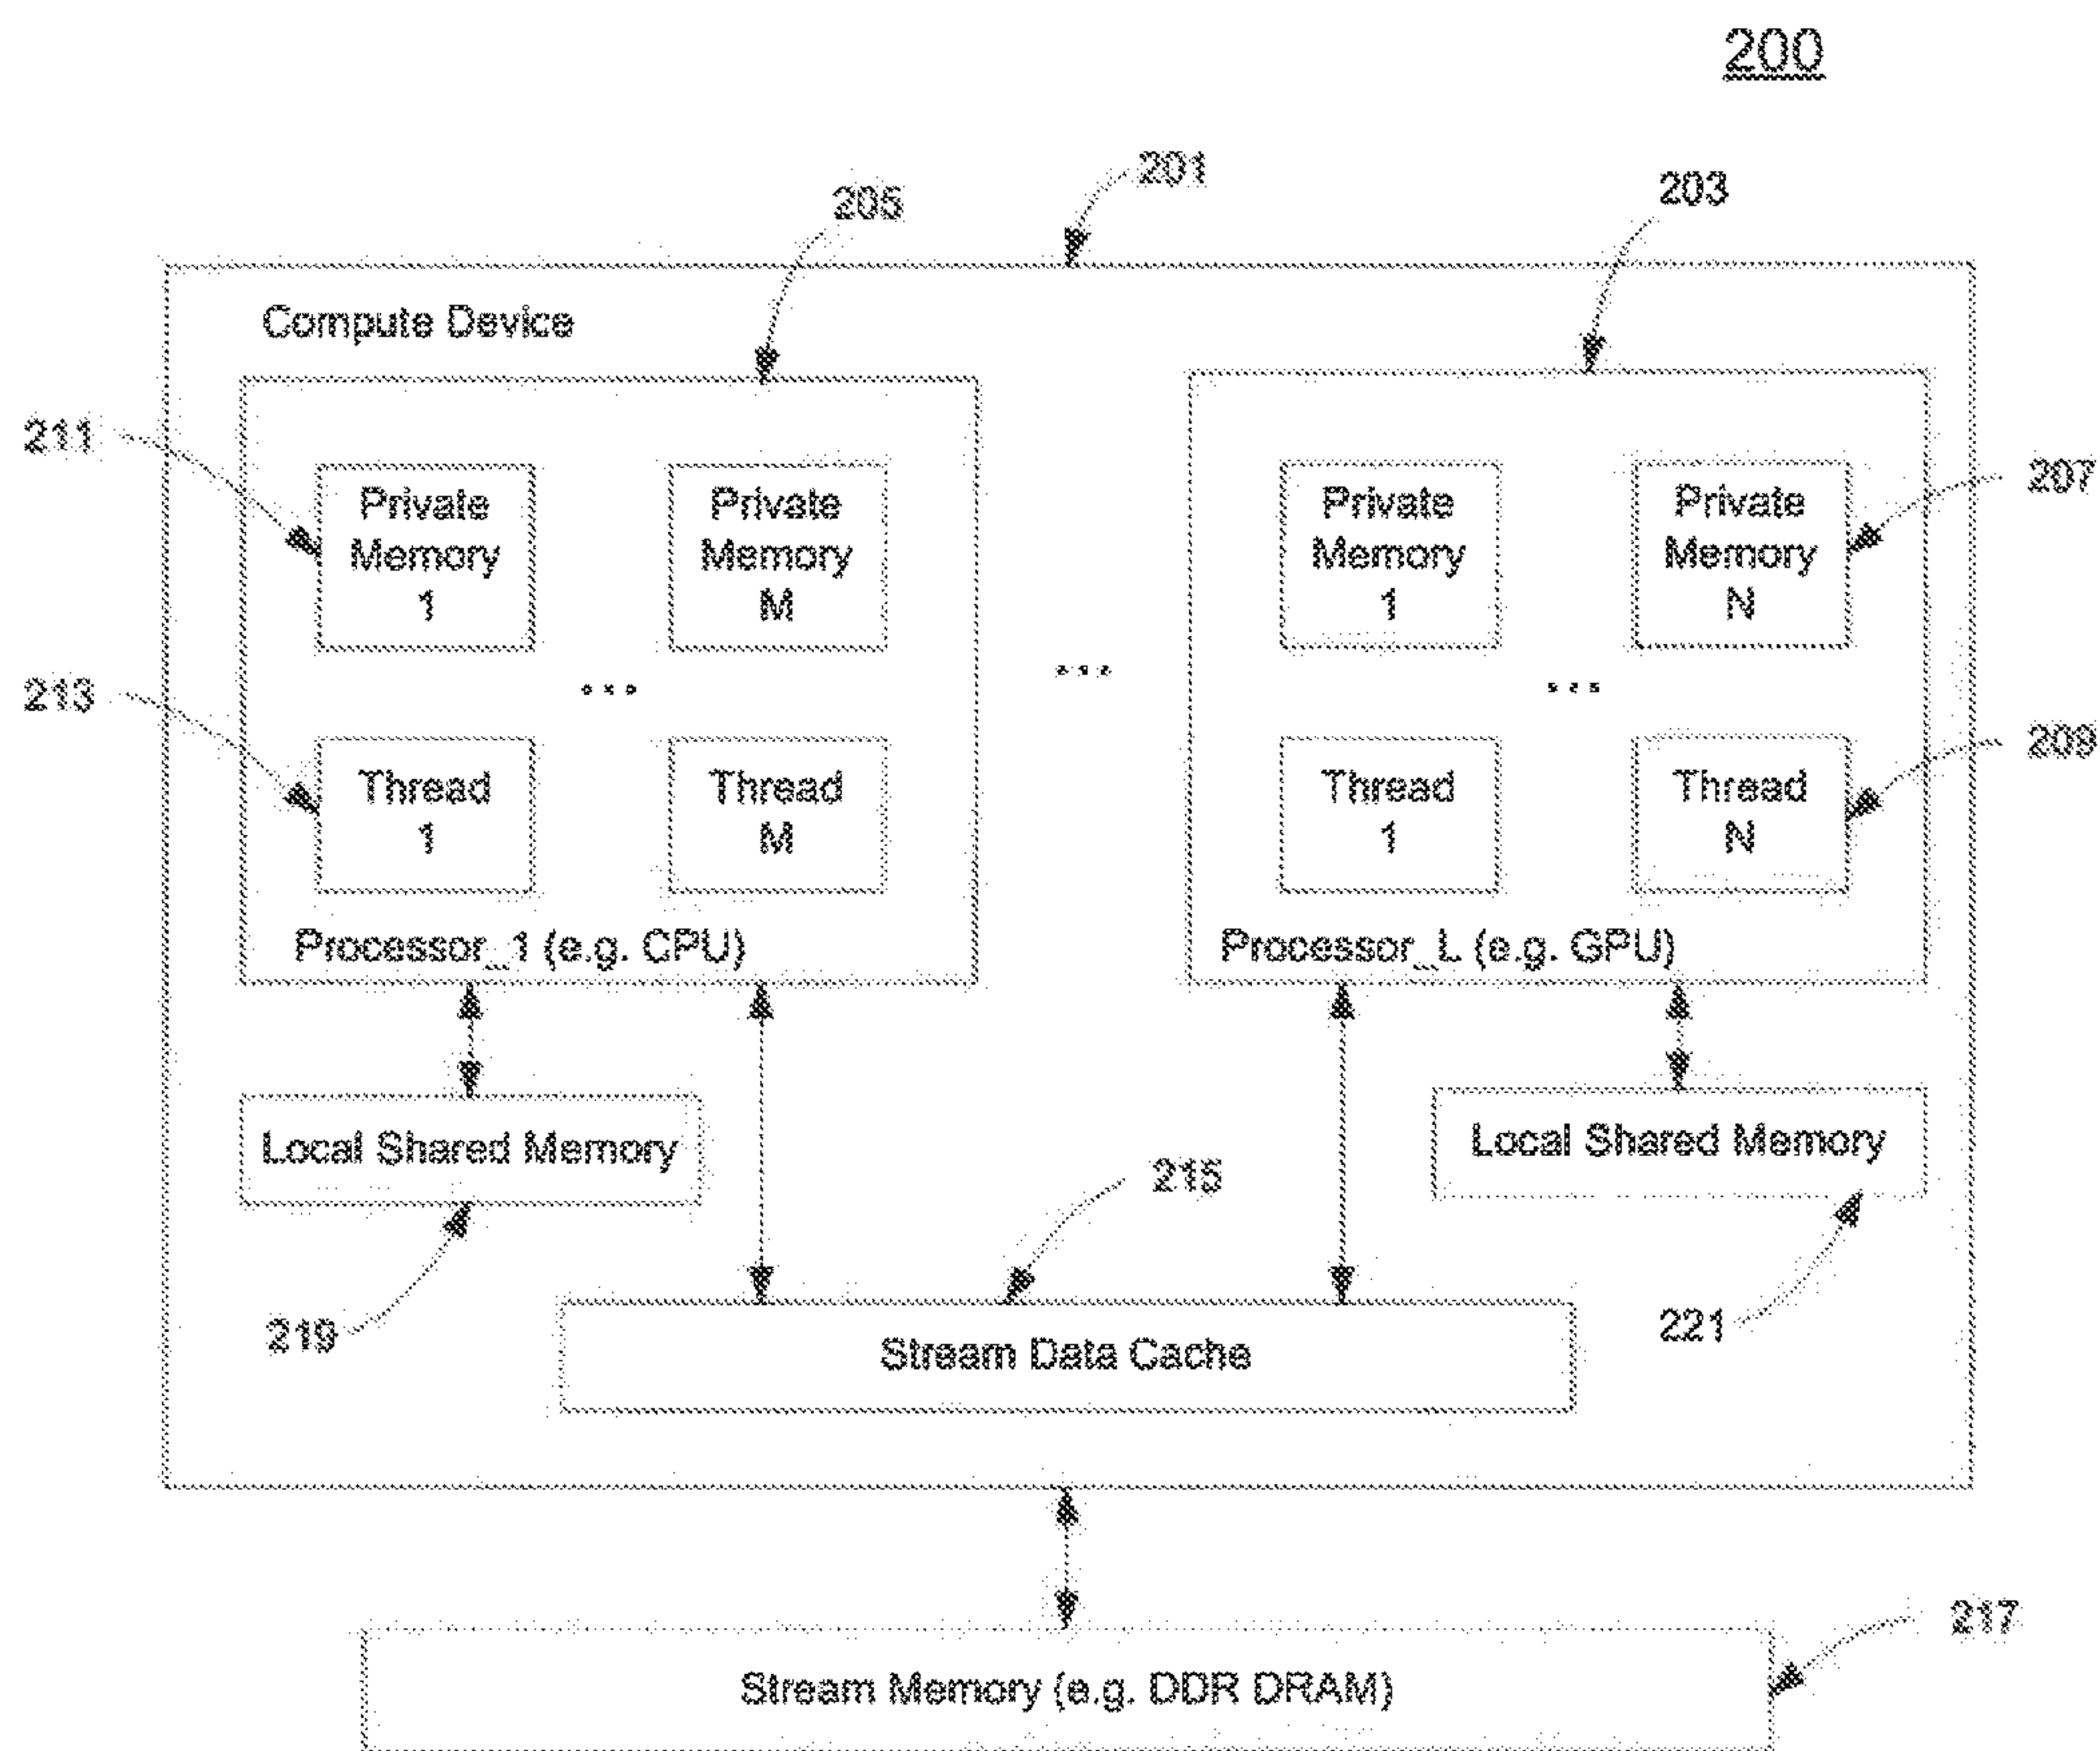 200
201
205
203
Compute Device
211
207
Private
Memory
1
Private
Memory
M
Private
Memory
1
Private
Memory
N
...
...
...
213
209
Thread
1
Thread
M
Thread
1
Thread
N
Processor_1 (e.g. CPU)
Processor_L (e.g. GPU)
Local Shared Memory
Local Shared Memory
215
219
221
Stream Data Cache
217
Stream Memory (e.g. DDR DRAM)